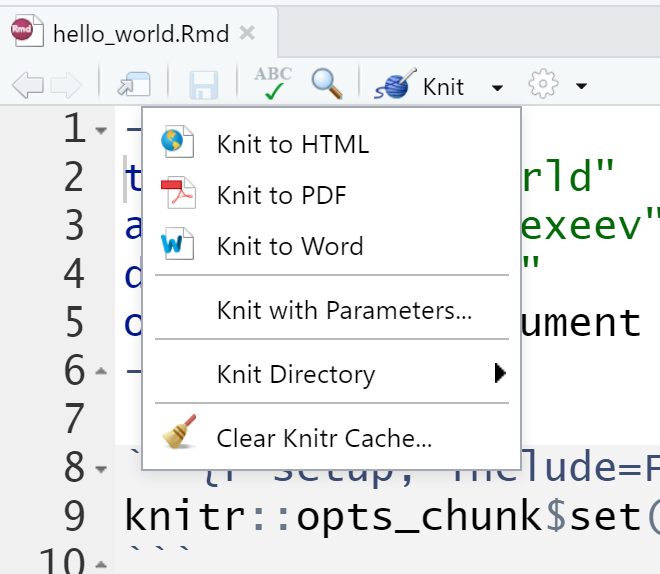 Rmd hello_world.Rmd
ABC Knit
1 -
2 t rld"
3 a exeev"
4 d "
5 o ument
6 -
7
8 setup, include=F
9 knitr::opts_chunk$set(
10 ```
Knit to HTML
Knit to PDF
W Knit to Word
Knit with Parameters...
Knit Directory
Clear Knitr Cache...